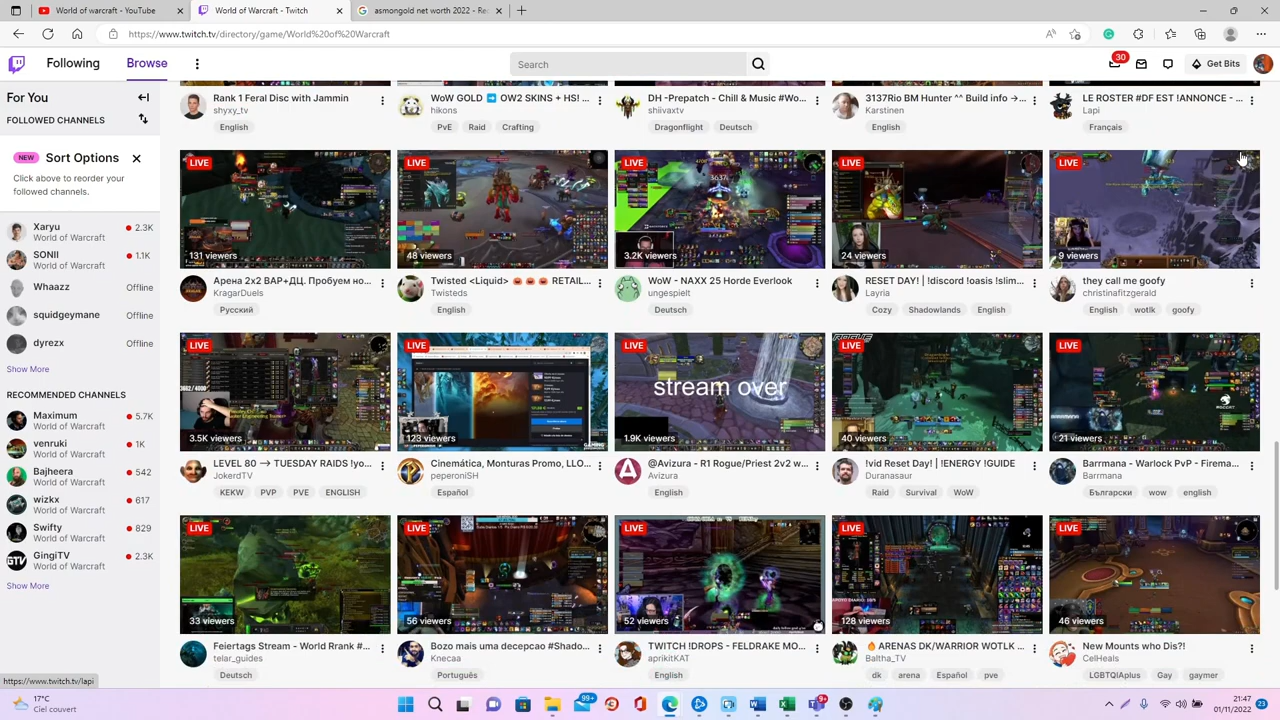 World of warcraft - YouTube
World of Warcraft - Twitch
asmongold net worth 2022 - Rec
https://www.twitch.tv/directory/game/World%20of%20Warcraft
Following
Browse
Search
30
Get Bits
For You
FOLLOWED CHANNELS
NEW Sort Options
Click above to reorder your
followed channels.
Xaryu 2.3K
World of Warcraft
SONII 1.1K
World of Warcraft
Whaazz Offline
squidgeymane Offline
dyrezx Offline
Show More
RECOMMENDED CHANNELS
Maximum 5.7K
World of Warcraft
venruki 1K
World of Warcraft
Bajheera 542
World of Warcraft
wizkx 617
World of Warcraft
Swifty 829
World of Warcraft
GingiTV 2.3K
World of Warcraft
Show More
Rank 1 Feral Disc with Jammin
shyxy_tv
English
WoW GOLD ➡ OW2 SKINS + HS! ...
hikons
PvE Raid Crafting
DH -Prepatch - Chill & Music #Wo...
shiivaxtv
Dragonflight Deutsch
3137Rio BM Hunter ^^ Build info →...
Karstinen
English
LE ROSTER #DF EST !ANNONCE - ...
Lapi
Français
LIVE
131 viewers
Арена 2x2 ВАР+ДЦ. Пробуем но...
KragarDuels
Русский
LIVE
48 viewers
Twisted <Liquid> RETAIL...
Twisteds
English
LIVE
3.2K viewers
WoW - NAXX 25 Horde Everlook
ungespielt
Deutsch
LIVE
24 viewers
RESET DAY! | !discord !oasis !slim...
Layria
Cozy Shadowlands English
LIVE
9 viewers
they call me goofy
christinafitzgerald
English wotlk goofy
LIVE
3602 / 4000
3.5K viewers
LEVEL 80 --> TUESDAY RAIDS !yo...
JokerdTV
KEKW PVP PVE ENGLISH
LIVE
123 viewers
Cinemática, Monturas Promo, LLO...
peperoniSH
Español
LIVE
stream over
1.9K viewers
@Avizura - R1 Rogue/Priest 2v2 w...
Avizura
English
LIVE
40 viewers
!vid Reset Day! | !ENERGY !GUIDE
Duranasaur
Raid Survival WoW
LIVE
ROCCAT
21 viewers
Barrmana - Warlock PvP - Firema...
Barrmana
Български wow english
LIVE
33 viewers
Feiertags Stream - World Rrank #...
telar_guides
Deutsch
LIVE
56 viewers
Bozo mais uma decepcao #Shado...
Knecaa
Português
LIVE
52 viewers
TWITCH !DROPS - FELDRAKE MO...
aprikitKAT
English
LIVE
128 viewers
🔥 ARENAS DK/WARRIOR WOTLK ...
Baltha_TV
dk arena Español pve
LIVE
46 viewers
New Mounts who Dis?!
CelHeals
LGBTQIAplus Gay gaymer
https://www.twitch.tv/lapi
17°C
Ciel couvert
99+
9+
21:47
01/11/2022
23